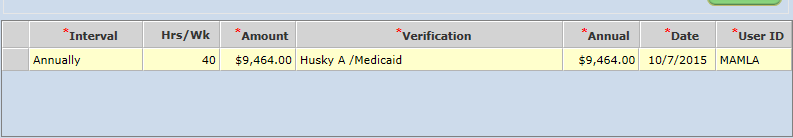 *Interval Hrs/Wk *Amount *Verification *Annual *Date *User ID
Annually 40 $9,464.00 Husky A /Medicaid $9,464.00 10/7/2015 MAMLA